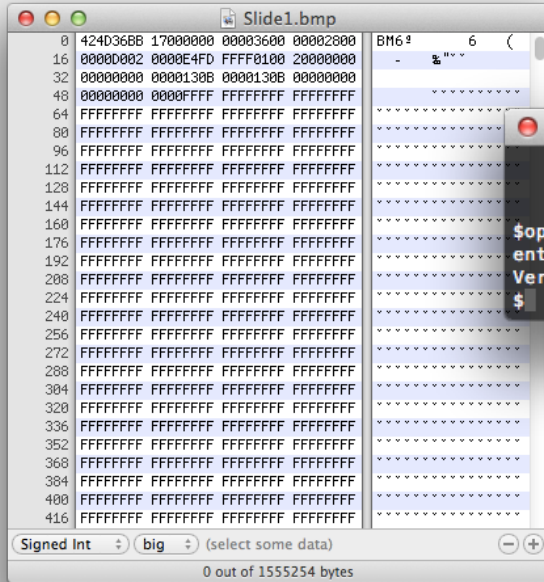 Slide1.bmp
0 424D36BB 17000000 00003600 00002800 BM6ª 6 (
16 0000D002 0000E4FD FFFF0100 20000000
32 00000000 0000130B 0000130B 00000000
48 00000000 0000FFFF FFFFFFFF FFFFFFFF
64 FFFFFFFF FFFFFFFF FFFFFFFF FFFFFFFF
80 FFFFFFFF FFFFFFFF FFFFFFFF FFFFFFFF
96 FFFFFFFF FFFFFFFF FFFFFFFF FFFFFFFF
112 FFFFFFFF FFFFFFFF FFFFFFFF FFFFFFFF
128 FFFFFFFF FFFFFFFF FFFFFFFF FFFFFFFF
144 FFFFFFFF FFFFFFFF FFFFFFFF FFFFFFFF
160 FFFFFFFF FFFFFFFF FFFFFFFF FFFFFFFF
176 FFFFFFFF FFFFFFFF FFFFFFFF FFFFFFFF
192 FFFFFFFF FFFFFFFF FFFFFFFF FFFFFFFF
208 FFFFFFFF FFFFFFFF FFFFFFFF FFFFFFFF
224 FFFFFFFF FFFFFFFF FFFFFFFF FFFFFFFF
240 FFFFFFFF FFFFFFFF FFFFFFFF FFFFFFFF
256 FFFFFFFF FFFFFFFF FFFFFFFF FFFFFFFF
272 FFFFFFFF FFFFFFFF FFFFFFFF FFFFFFFF
288 FFFFFFFF FFFFFFFF FFFFFFFF FFFFFFFF
304 FFFFFFFF FFFFFFFF FFFFFFFF FFFFFFFF
320 FFFFFFFF FFFFFFFF FFFFFFFF FFFFFFFF
336 FFFFFFFF FFFFFFFF FFFFFFFF FFFFFFFF
352 FFFFFFFF FFFFFFFF FFFFFFFF FFFFFFFF
368 FFFFFFFF FFFFFFFF FFFFFFFF FFFFFFFF
384 FFFFFFFF FFFFFFFF FFFFFFFF FFFFFFFF
400 FFFFFFFF FFFFFFFF FFFFFFFF FFFFFFFF
416 FFFFFFFF FFFFFFFF FFFFFFFF FFFFFFFF
$op
ent
Ver
$
Signed Int big (select some data)
0 out of 1555254 bytes